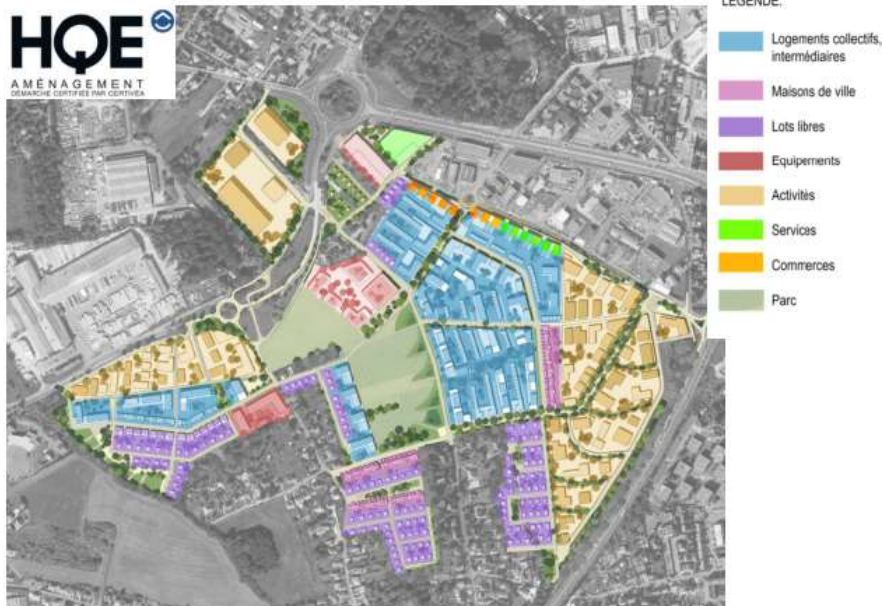 HQE
AMÉNAGEMENT
DÉMARCHE CERTIFIÉE PAR CERTIVÉA
LÉGENDE:
Logements collectifs,
intermédiaires
Maisons de ville
Lots libres
Equipements
Activités
Services
Commerces
Parc